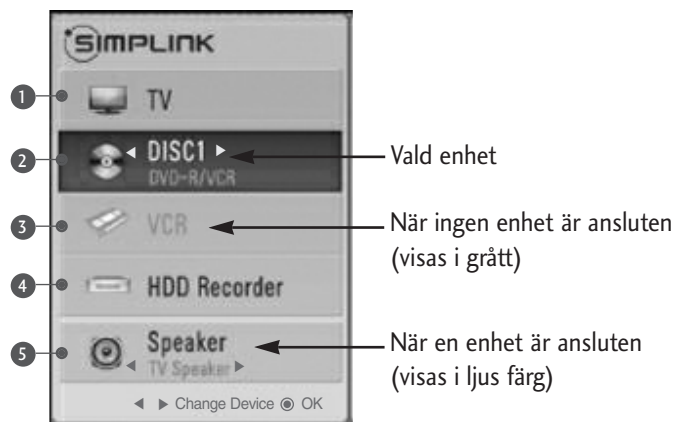 SIMPLINK
1 TV
2 ◄ DISC1 ► Vald enhet
DVD-R/VCR
3 VCR När ingen enhet är ansluten
(visas i grått)
4 HDD Recorder
5 Speaker När en enhet är ansluten
◄ TV Speaker ► (visas i ljus färg)
◄ ► Change Device ◉ OK